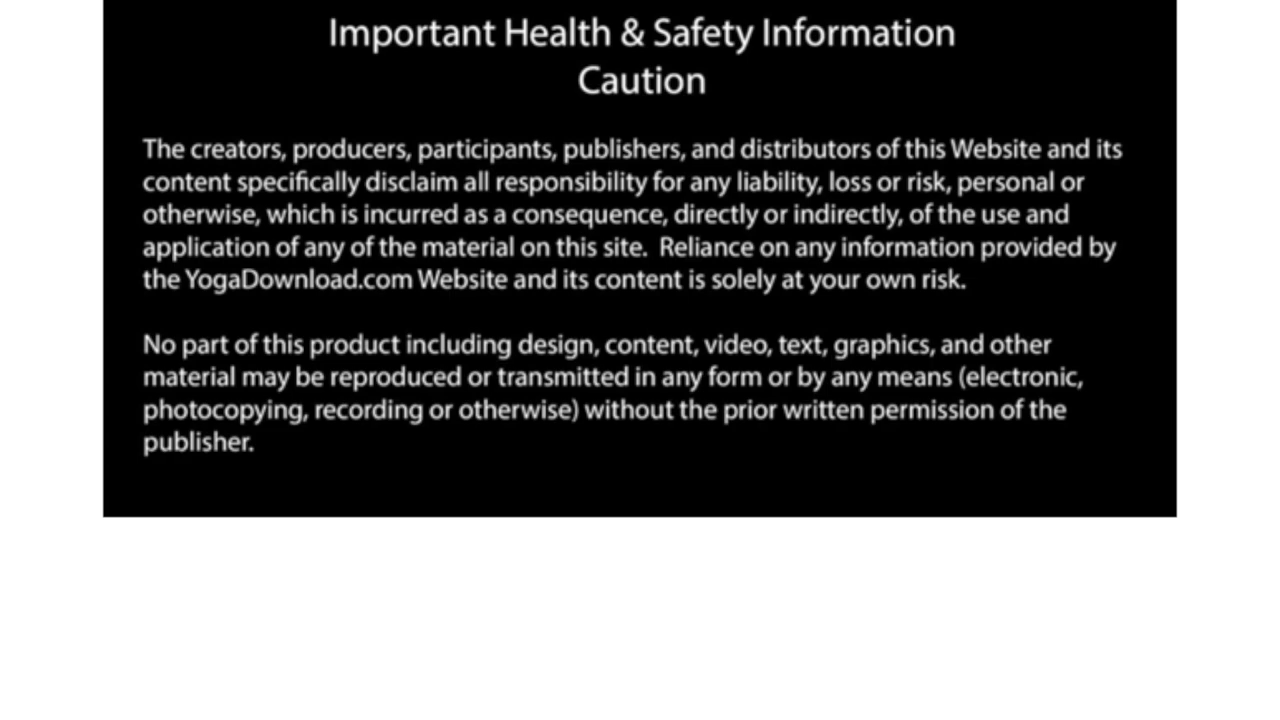 Important Health & Safety Information
Caution
The creators, producers, participants, publishers, and distributors of this Website and its
content specifically disclaim all responsibility for any liability, loss or risk, personal or
otherwise, which is incurred as a consequence, directly or indirectly, of the use and
application of any of the material on this site.  Reliance on any information provided by
the YogaDownload.com Website and its content is solely at your own risk.
No part of this product including design, content, video, text, graphics, and other
material may be reproduced or transmitted in any form or by any means (electronic,
photocopying, recording or otherwise) without the prior written permission of the
publisher.